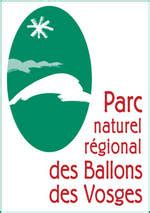 Parc
naturel
régional
des Ballons
des Vosges